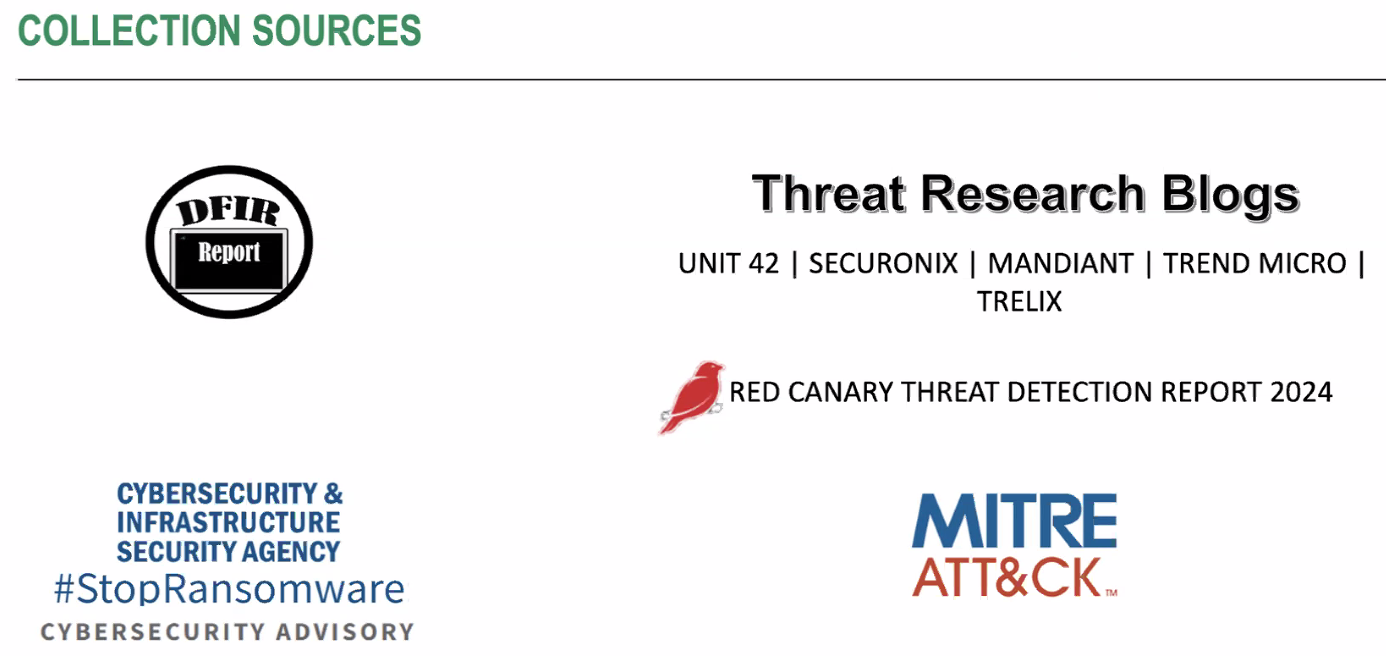 COLLECTION SOURCES
DFIR
Report
Threat Research Blogs
UNIT 42 | SECURONIX | MANDIANT | TREND MICRO |
TRELIX
RED CANARY THREAT DETECTION REPORT 2024
CYBERSECURITY &
INFRASTRUCTURE
SECURITY AGENCY
#StopRansomware
CYBERSECURITY ADVISORY
MITRE
ATT&CK™